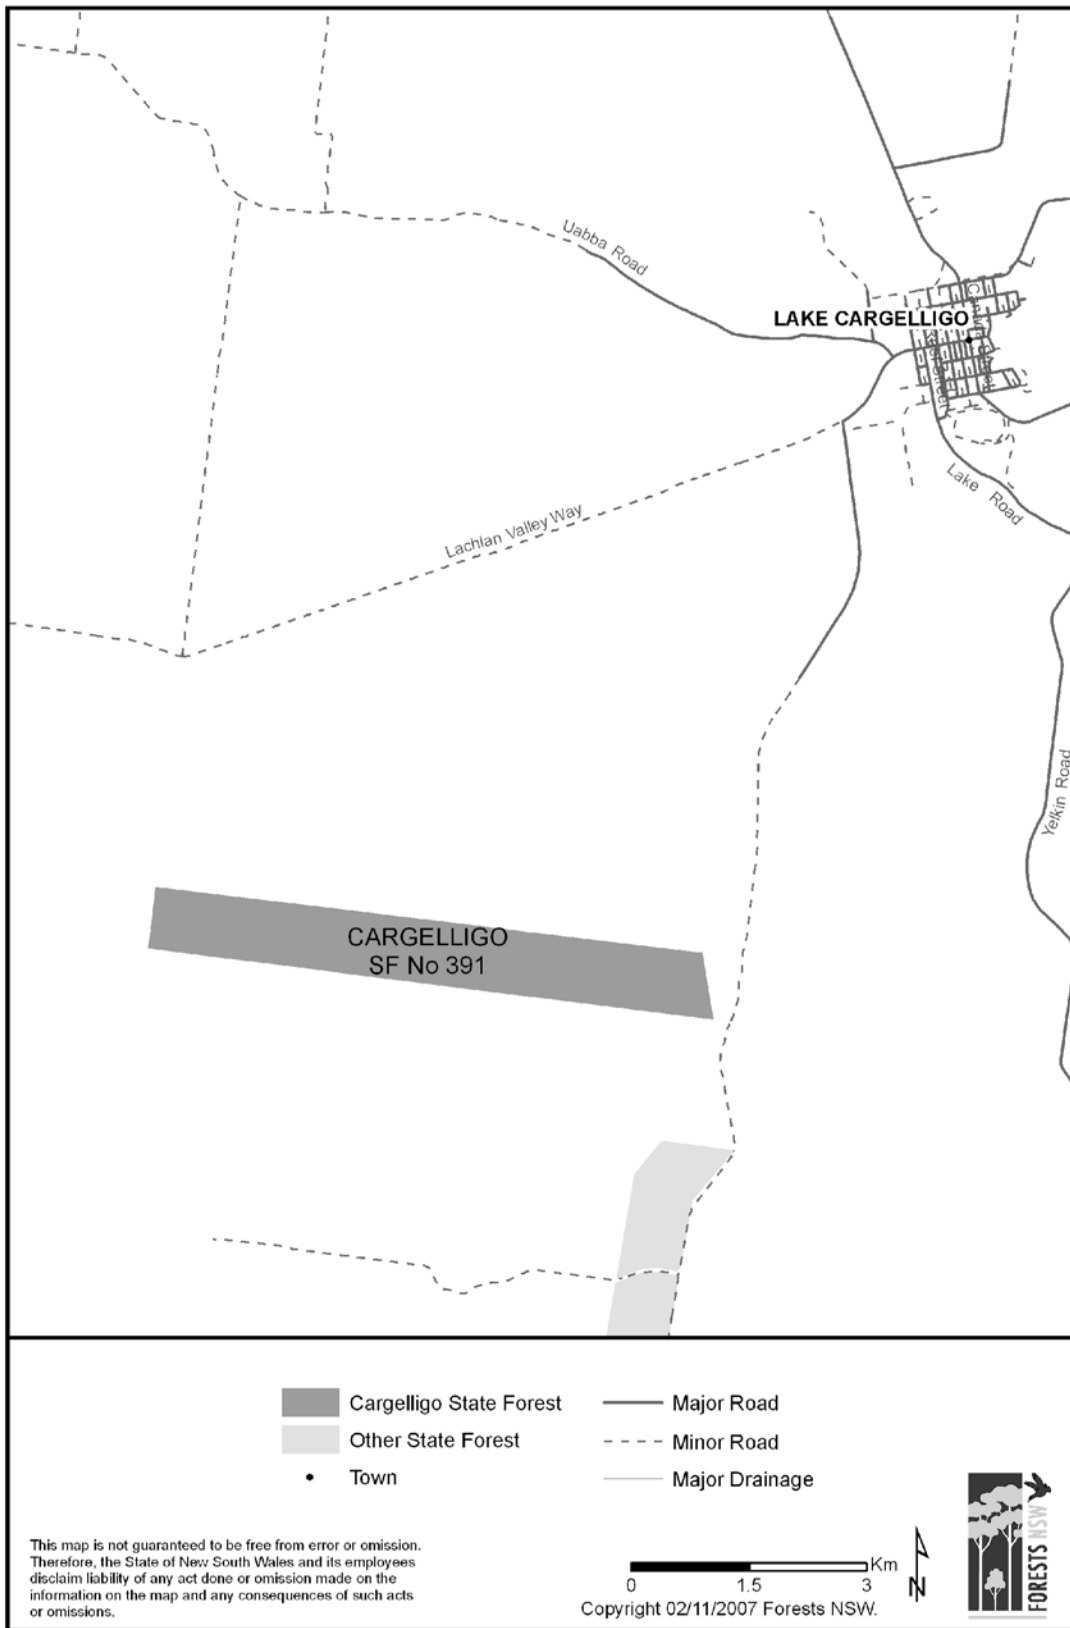 Uabba Road
LAKE CARGELLIGO
Lake Road
Lachlan Valley Way
Yelkin Road
CARGELLIGO
SF No 391
Cargelligo State Forest
Other State Forest
Town
Major Road
Minor Road
Major Drainage
This map is not guaranteed to be free from error or omission.
Therefore, the State of New South Wales and its employees
disclaim liability of any act done or omission made on the
information on the map and any consequences of such acts
or omissions.
Km
0 1.5 3
Copyright 02/11/2007 Forests NSW.
N
FORESTS NSW